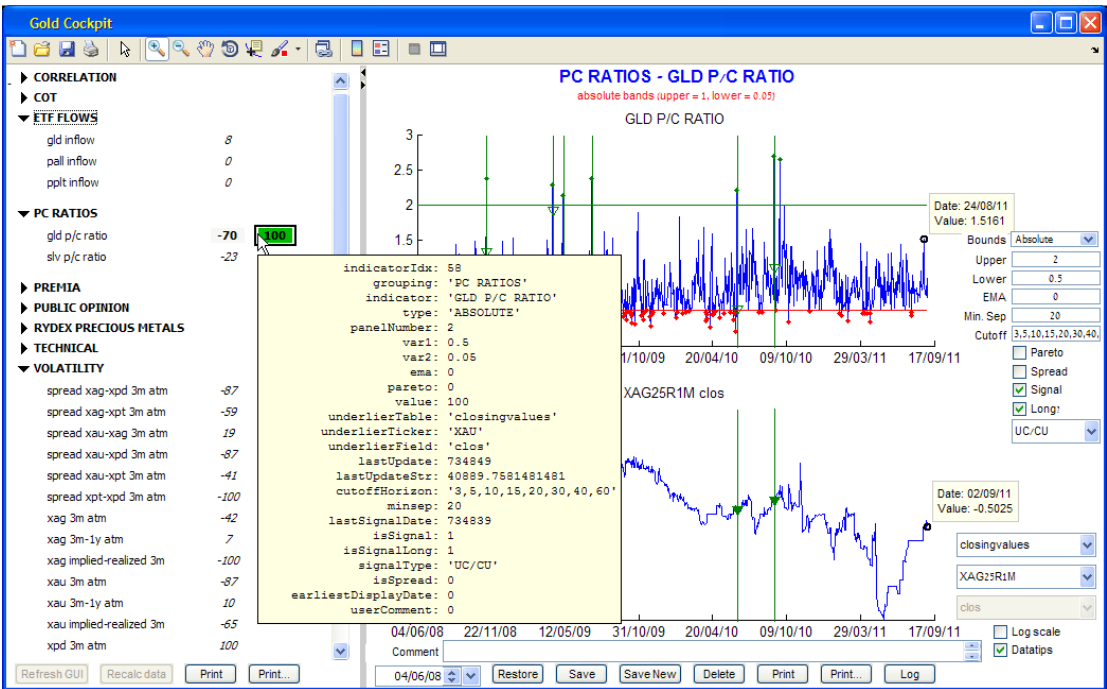 Gold Cockpit
CORRELATION
COT
ETF FLOWS
gld inflow 8
pall inflow 0
pplt inflow 0
PC RATIOS
gld p/c ratio -70 100
slv p/c ratio -23
PREMIA
PUBLIC OPINION
RYDEX PRECIOUS METALS
TECHNICAL
VOLATILITY
spread xag-xpd 3m atm -87
spread xag-xpt 3m atm -59
spread xau-xag 3m atm 19
spread xau-xpd 3m atm -87
spread xau-xpt 3m atm -41
spread xpt-xpd 3m atm -100
xag 3m atm -42
xag 3m-1y atm 7
xag implied-realized 3m -100
xau 3m atm -87
xau 3m-1y atm 10
xau implied-realized 3m -65
xpd 3m atm 100
Refresh GUI Recalc data Print Print...
indicatorIdx: 58
grouping: 'PC RATIOS'
indicator: 'GLD P/C RATIO'
type: 'ABSOLUTE'
panelNumber: 2
var1: 0.5
var2: 0.05
ema: 0
pareto: 0
value: 100
underlierTable: 'closingvalues'
underlierTicker: 'XAU'
underlierField: 'clos'
lastUpdate: 734849
lastUpdateStr: 40889.7581481481
cutoffHorizon: '3,5,10,15,20,30,40,60'
minsep: 20
lastSignalDate: 734839
isSignal: 1
isSignalLong: 1
signalType: 'UC/CU'
isSpread: 0
earliestDisplayDate: 0
userComment: 0
PC RATIOS - GLD P/C RATIO
absolute bands (upper = 1, lower = 0.05)
GLD P/C RATIO
3
2.5
2
1.5
Date: 24/08/11
Value: 1.5161
1/10/09 20/04/10 09/10/10 29/03/11 17/09/11
Bounds Absolute
Upper 2
Lower 0.5
EMA 0
Min. Sep 20
Cutoff 3,5,10,15,20,30,40,
Pareto
Spread
Signal
Long?
UC/CU
XAG25R1M clos
Date: 02/09/11
Value: -0.5025
04/06/08 22/11/08 12/05/09 31/10/09 20/04/10 09/10/10 29/03/11 17/09/11
closingvalues
XAG25R1M
clos
Log scale
Datatips
Comment
04/06/08 Restore Save Save New Delete Print Print... Log